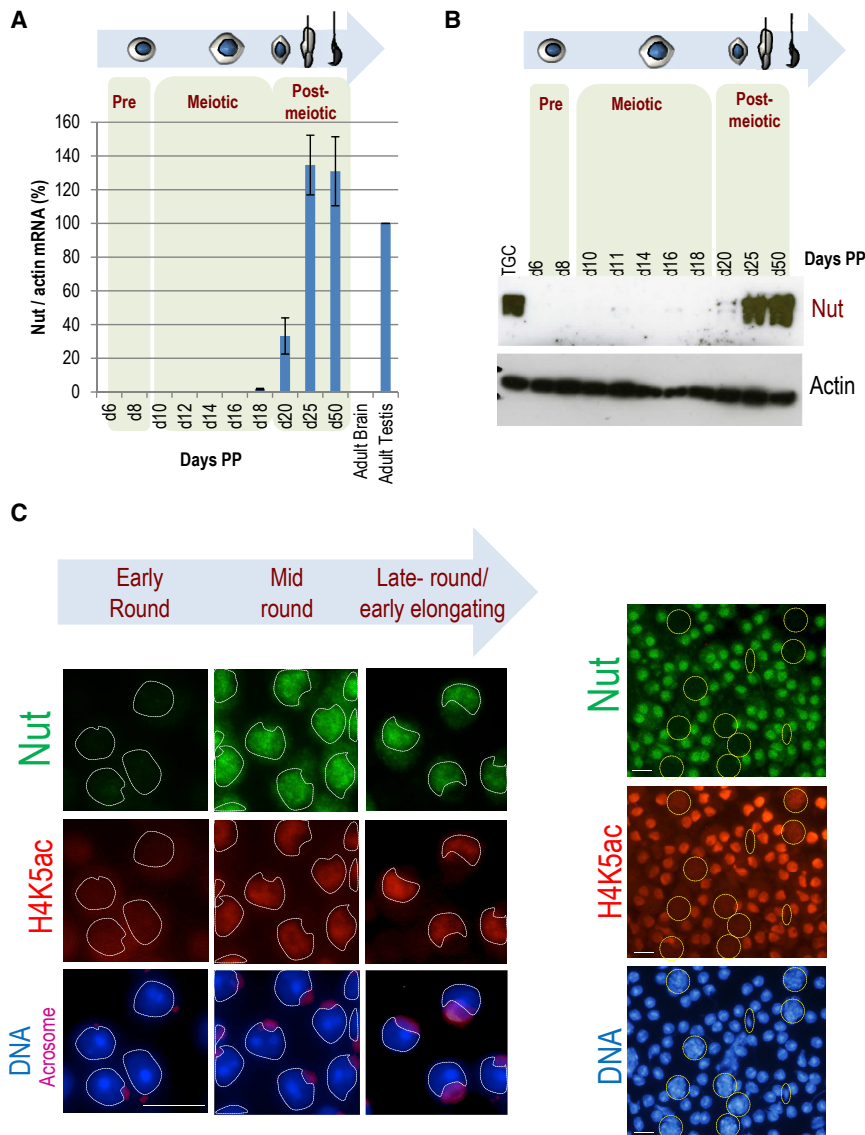 A
Pre
Meiotic
Post-
meiotic
160
140
120
100
80
60
40
20
0
Nut / actin mRNA (%)
d6
d8
d10
d12
d14
d16
d18
d20
d25
d50
Adult Brain
Adult Testis
Days PP
B
Pre
Meiotic
Post-
meiotic
TGC
d6
d8
d10
d11
d14
d16
d18
d20
d25
d50
Days PP
Nut
Actin
C
Early
Round
Mid
round
Late- round/
early elongating
Nut
H4K5ac
DNA
Acrosome
Nut
H4K5ac
DNA